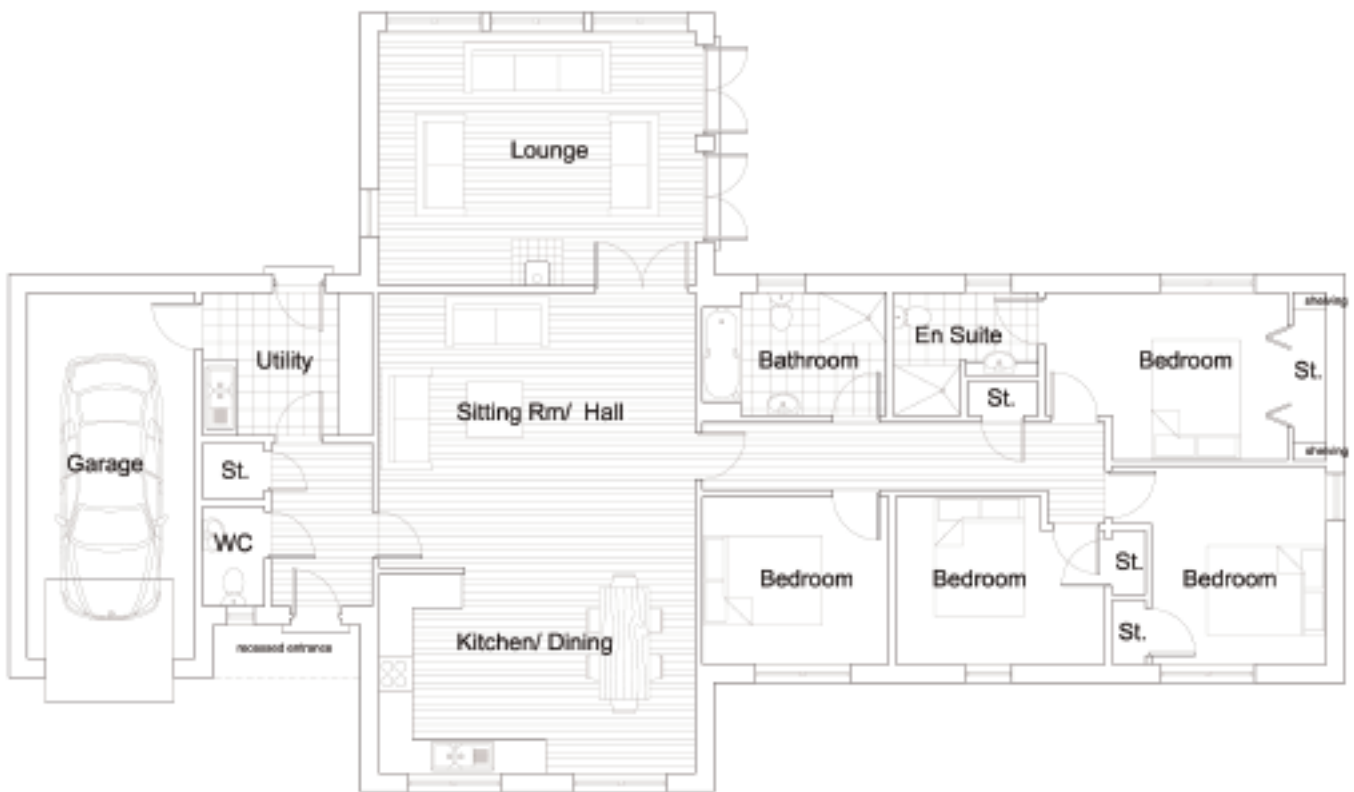 Lounge
shelving
En Suite
Utility
Bathroom
Bedroom
St.
St.
Sitting Rm/ Hall
Garage
St.
shelving
WC
St.
Bedroom
Bedroom
Bedroom
St.
Kitchen/ Dining
recessed entrance